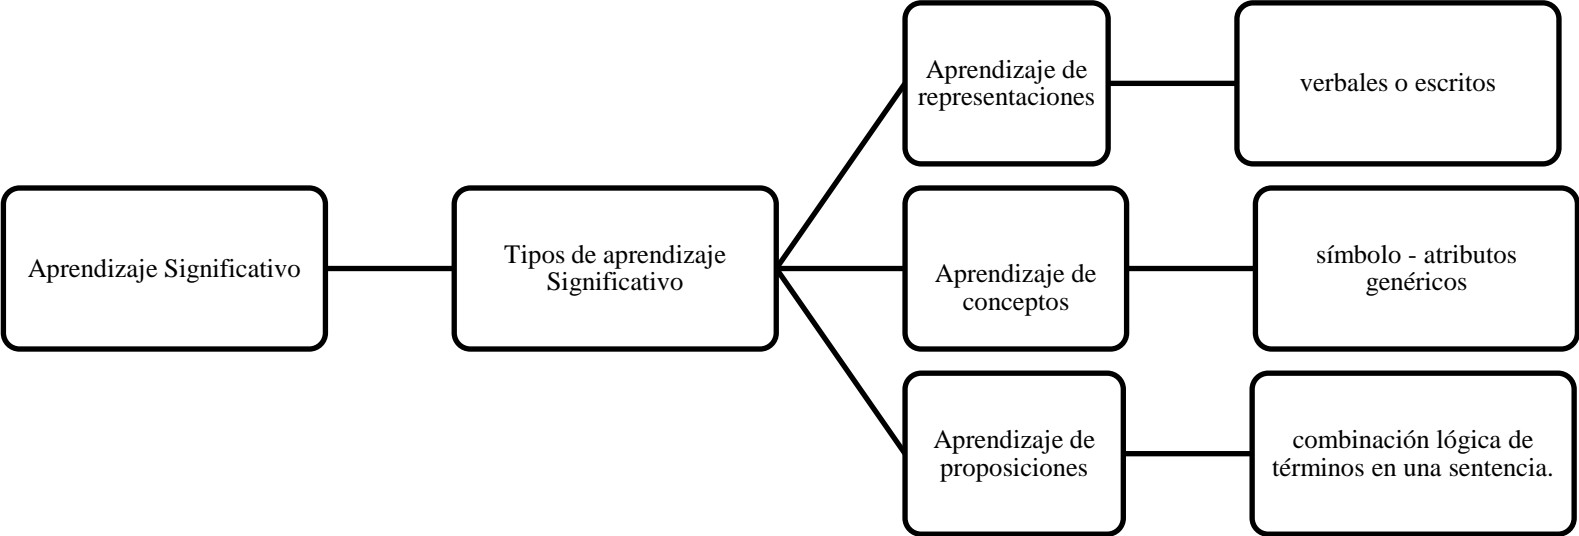 Aprendizaje Significativo
Tipos de aprendizaje
Significativo
Aprendizaje de
representaciones
verbales o escritos
Aprendizaje de
conceptos
símbolo - atributos
genéricos
Aprendizaje de
proposiciones
combinación lógica de
términos en una sentencia.